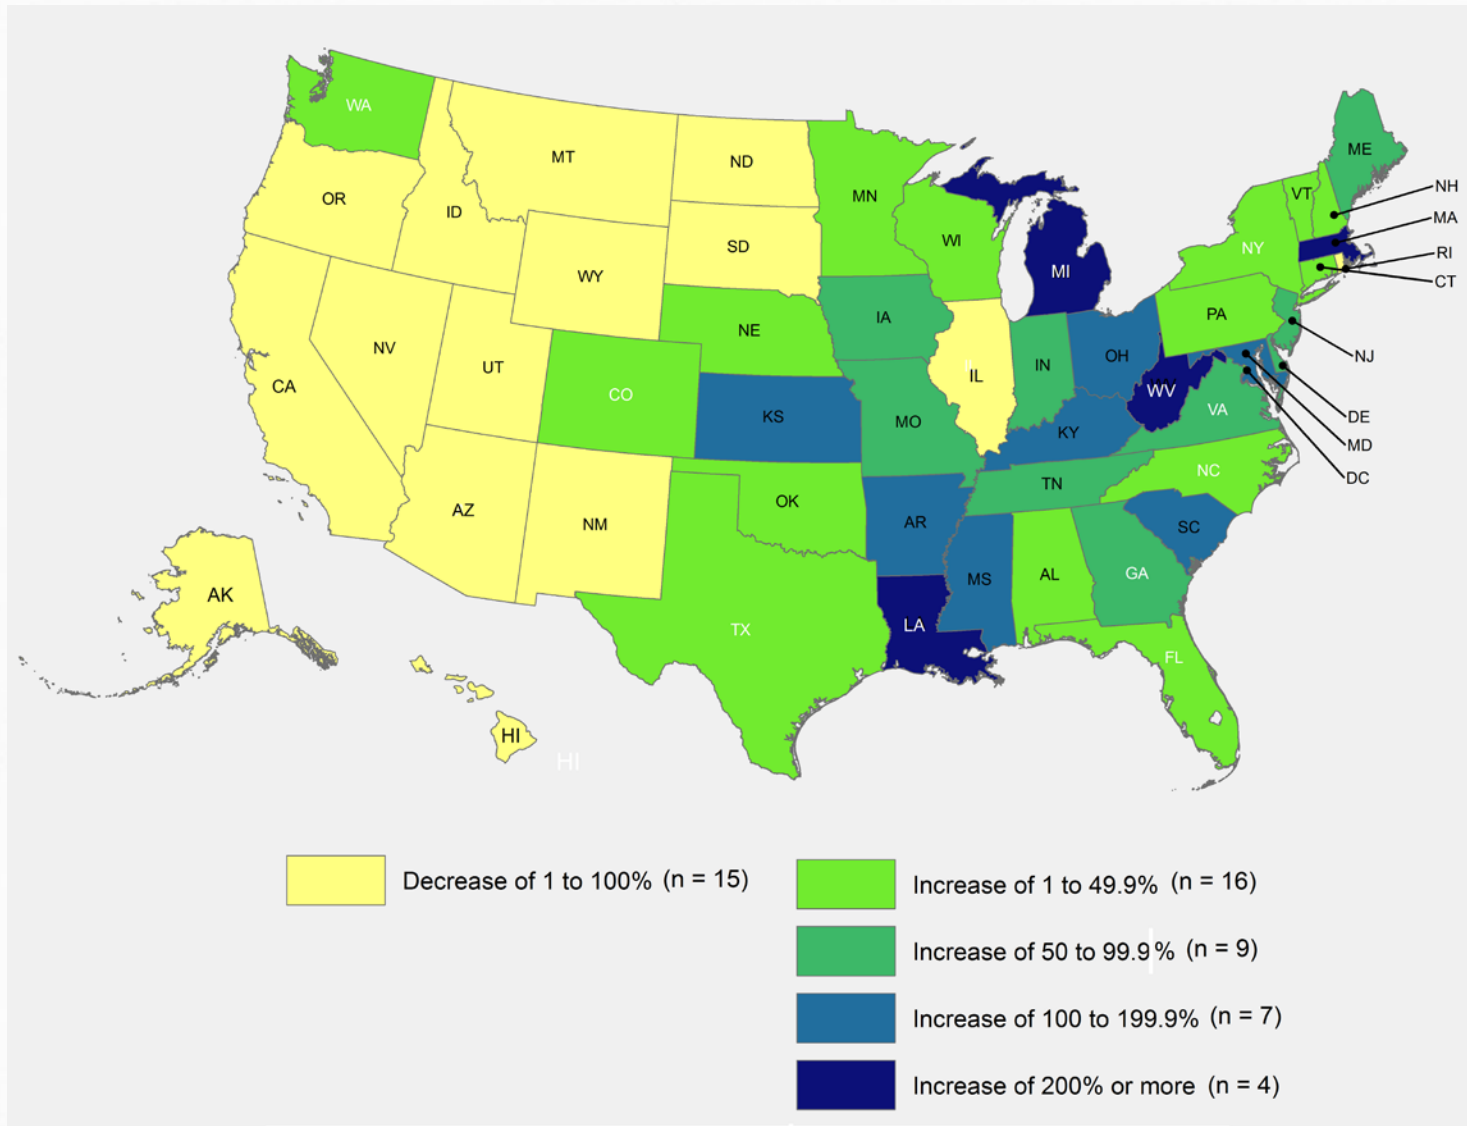 WA
MT
ND
ME
OR
ID
MN
VT
NH
MA
SD
WI
NY
RI
WY
MI
CT
NE
IA
PA
NV
UT
IL
IN
OH
NJ
CA
CO
KS
MO
KY
WV
VA
DE
MD
DC
AZ
NM
OK
TN
NC
AR
SC
MS
AL
GA
AK
TX
LA
FL
HI
HI
Decrease of 1 to 100% (n = 15)
Increase of 1 to 49.9% (n = 16)
Increase of 50 to 99.9% (n = 9)
Increase of 100 to 199.9% (n = 7)
Increase of 200% or more (n = 4)